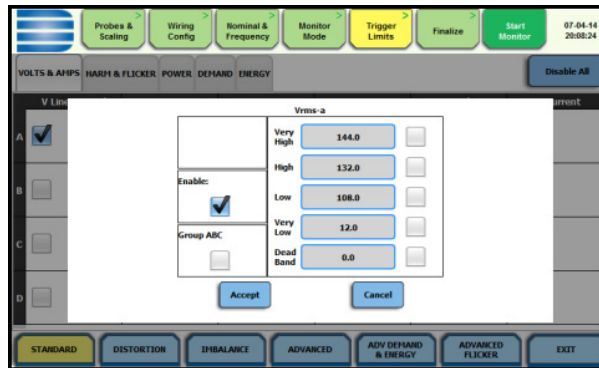 Probes & Scaling
Wiring Config
Nominal & Frequency
Monitor Mode
Trigger Limits
Finalize
Start Monitor
07-04-14
20:08:24
VOLTS & AMPS
HARM & FLICKER
POWER
DEMAND
ENERGY
Disable All
V Line
urrent
Vrms-a
A
B
C
D
Enable:
Group ABC
Very High
144.0
High
132.0
Low
108.0
Very Low
12.0
Dead Band
0.0
Accept
Cancel
STANDARD
DISTORTION
IMBALANCE
ADVANCED
ADV DEMAND & ENERGY
ADVANCED FLICKER
EXIT